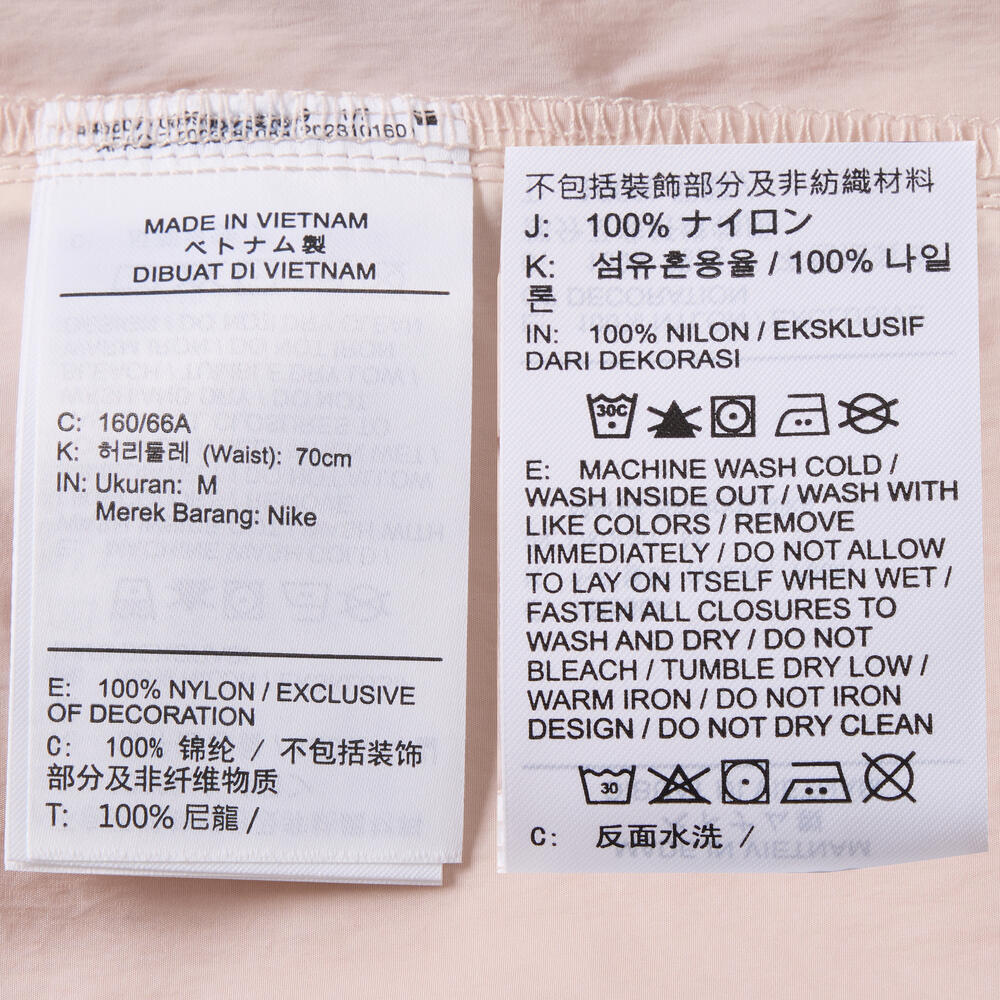 MADE IN VIETNAM
ベトナム製
DIBUAT DI VIETNAM
C: 160/66A
K: 허리둘레 (Waist): 70cm
IN: Ukuran: M
Merek Barang: Nike
E: 100% NYLON / EXCLUSIVE
OF DECORATION
C: 100% 锦纶 / 不包括装饰
部分及非纤维物质
T: 100% 尼龍 /
不包括裝飾部分及非紡織材料
J: 100% ナイロン
K: 섬유혼용율 / 100% 나일
론
IN: 100% NILON / EKSKLUSIF
DARI DEKORASI
30C
E: MACHINE WASH COLD /
WASH INSIDE OUT / WASH WITH
LIKE COLORS / REMOVE
IMMEDIATELY / DO NOT ALLOW
TO LAY ON ITSELF WHEN WET /
FASTEN ALL CLOSURES TO
WASH AND DRY / DO NOT
BLEACH / TUMBLE DRY LOW /
WARM IRON / DO NOT IRON
DESIGN / DO NOT DRY CLEAN
30
C: 反面水洗 /